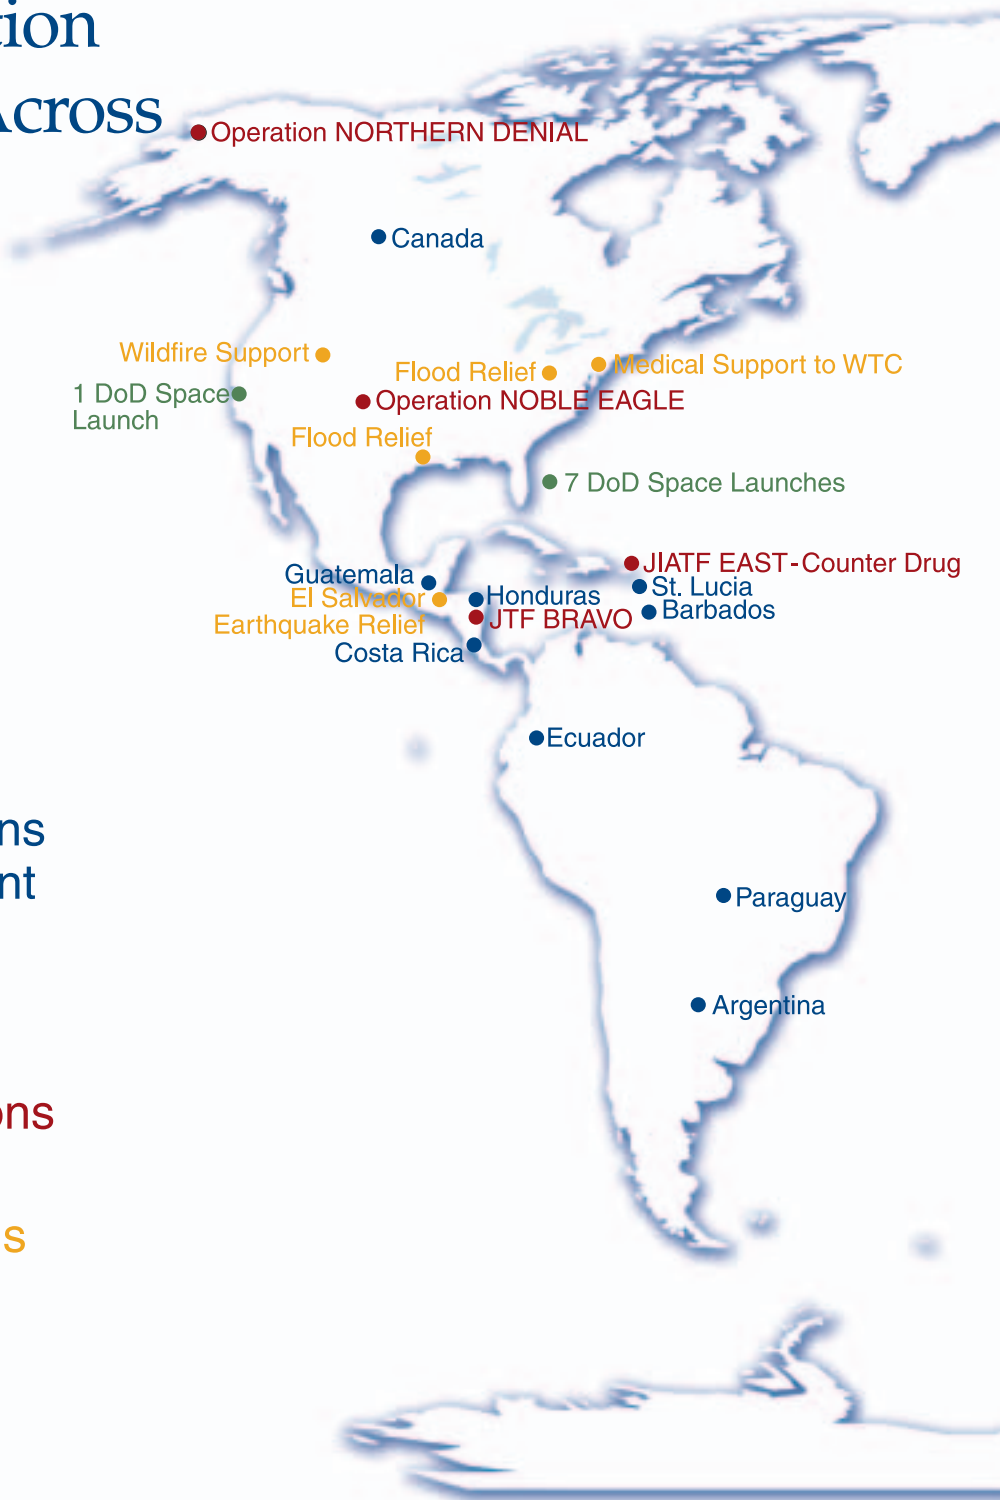 tion
Across
Operation NORTHERN DENIAL
Canada
Wildfire Support
Flood Relief
Medical Support to WTC
1 DoD Space
Launch
Operation NOBLE EAGLE
Flood Relief
7 DoD Space Launches
JIATF EAST-Counter Drug
Guatemala
St. Lucia
El Salvador
Earthquake Relief
Honduras
Barbados
JTF BRAVO
Costa Rica
Ecuador
ns
nt
Paraguay
Argentina
ons
s